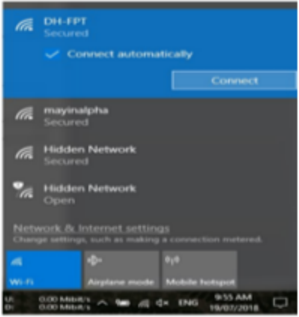 DH-FPT
Secured
Connect automatically
Connect
mayinalpha
Secured
Hidden Network
Secured
Hidden Network
Open
Network & Internet settings
Change settings, such as making a connection metered.
Wi-Fi
Airplane mode
Mobile hotspot
U: 0.00 Mbit/s
D: 0.00 Mbit/s
ENG
9:55 AM
19/07/2018